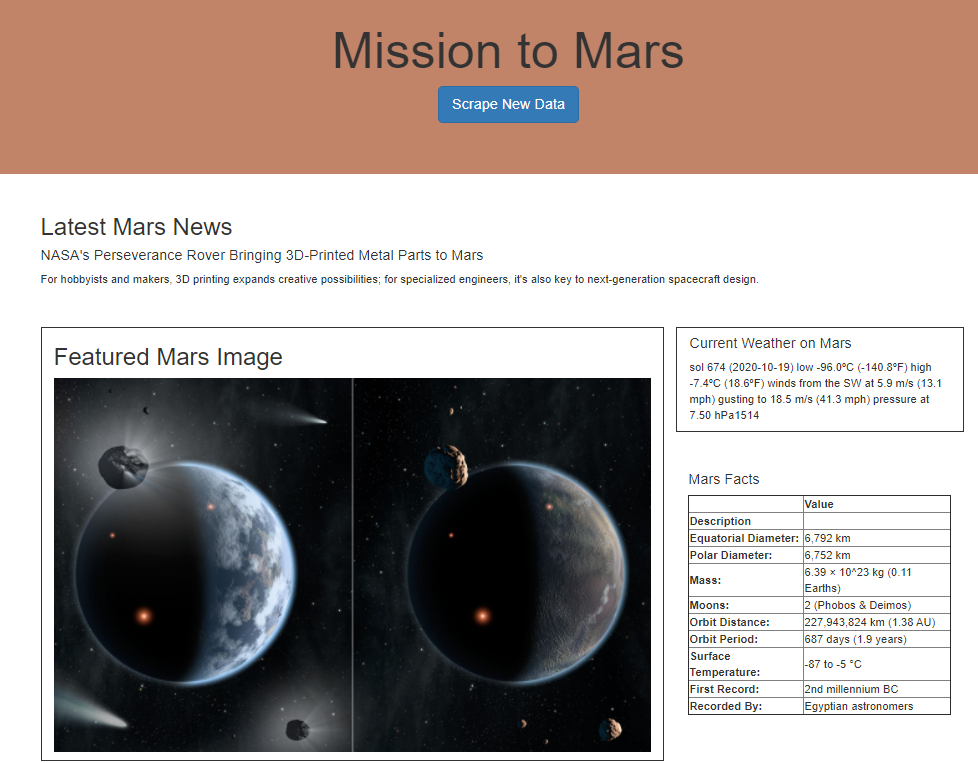 Mission to Mars
Scrape New Data
Latest Mars News
NASA's Perseverance Rover Bringing 3D-Printed Metal Parts to Mars
For hobbyists and makers, 3D printing expands creative possibilities; for specialized engineers, it's also key to next-generation spacecraft design.
Featured Mars Image
Current Weather on Mars
sol 674 (2020-10-19) low -96.0ºC (-140.8ºF) high
-7.4ºC (18.6ºF) winds from the SW at 5.9 m/s (13.1
mph) gusting to 18.5 m/s (41.3 mph) pressure at
7.50 hPa1514
Mars Facts
Value
Description
Equatorial Diameter: 6,792 km
Polar Diameter: 6,752 km
Mass: 6.39 × 10^23 kg (0.11
Earths)
Moons: 2 (Phobos & Deimos)
Orbit Distance: 227,943,824 km (1.38 AU)
Orbit Period: 687 days (1.9 years)
Surface
Temperature: -87 to -5 °C
First Record: 2nd millennium BC
Recorded By: Egyptian astronomers